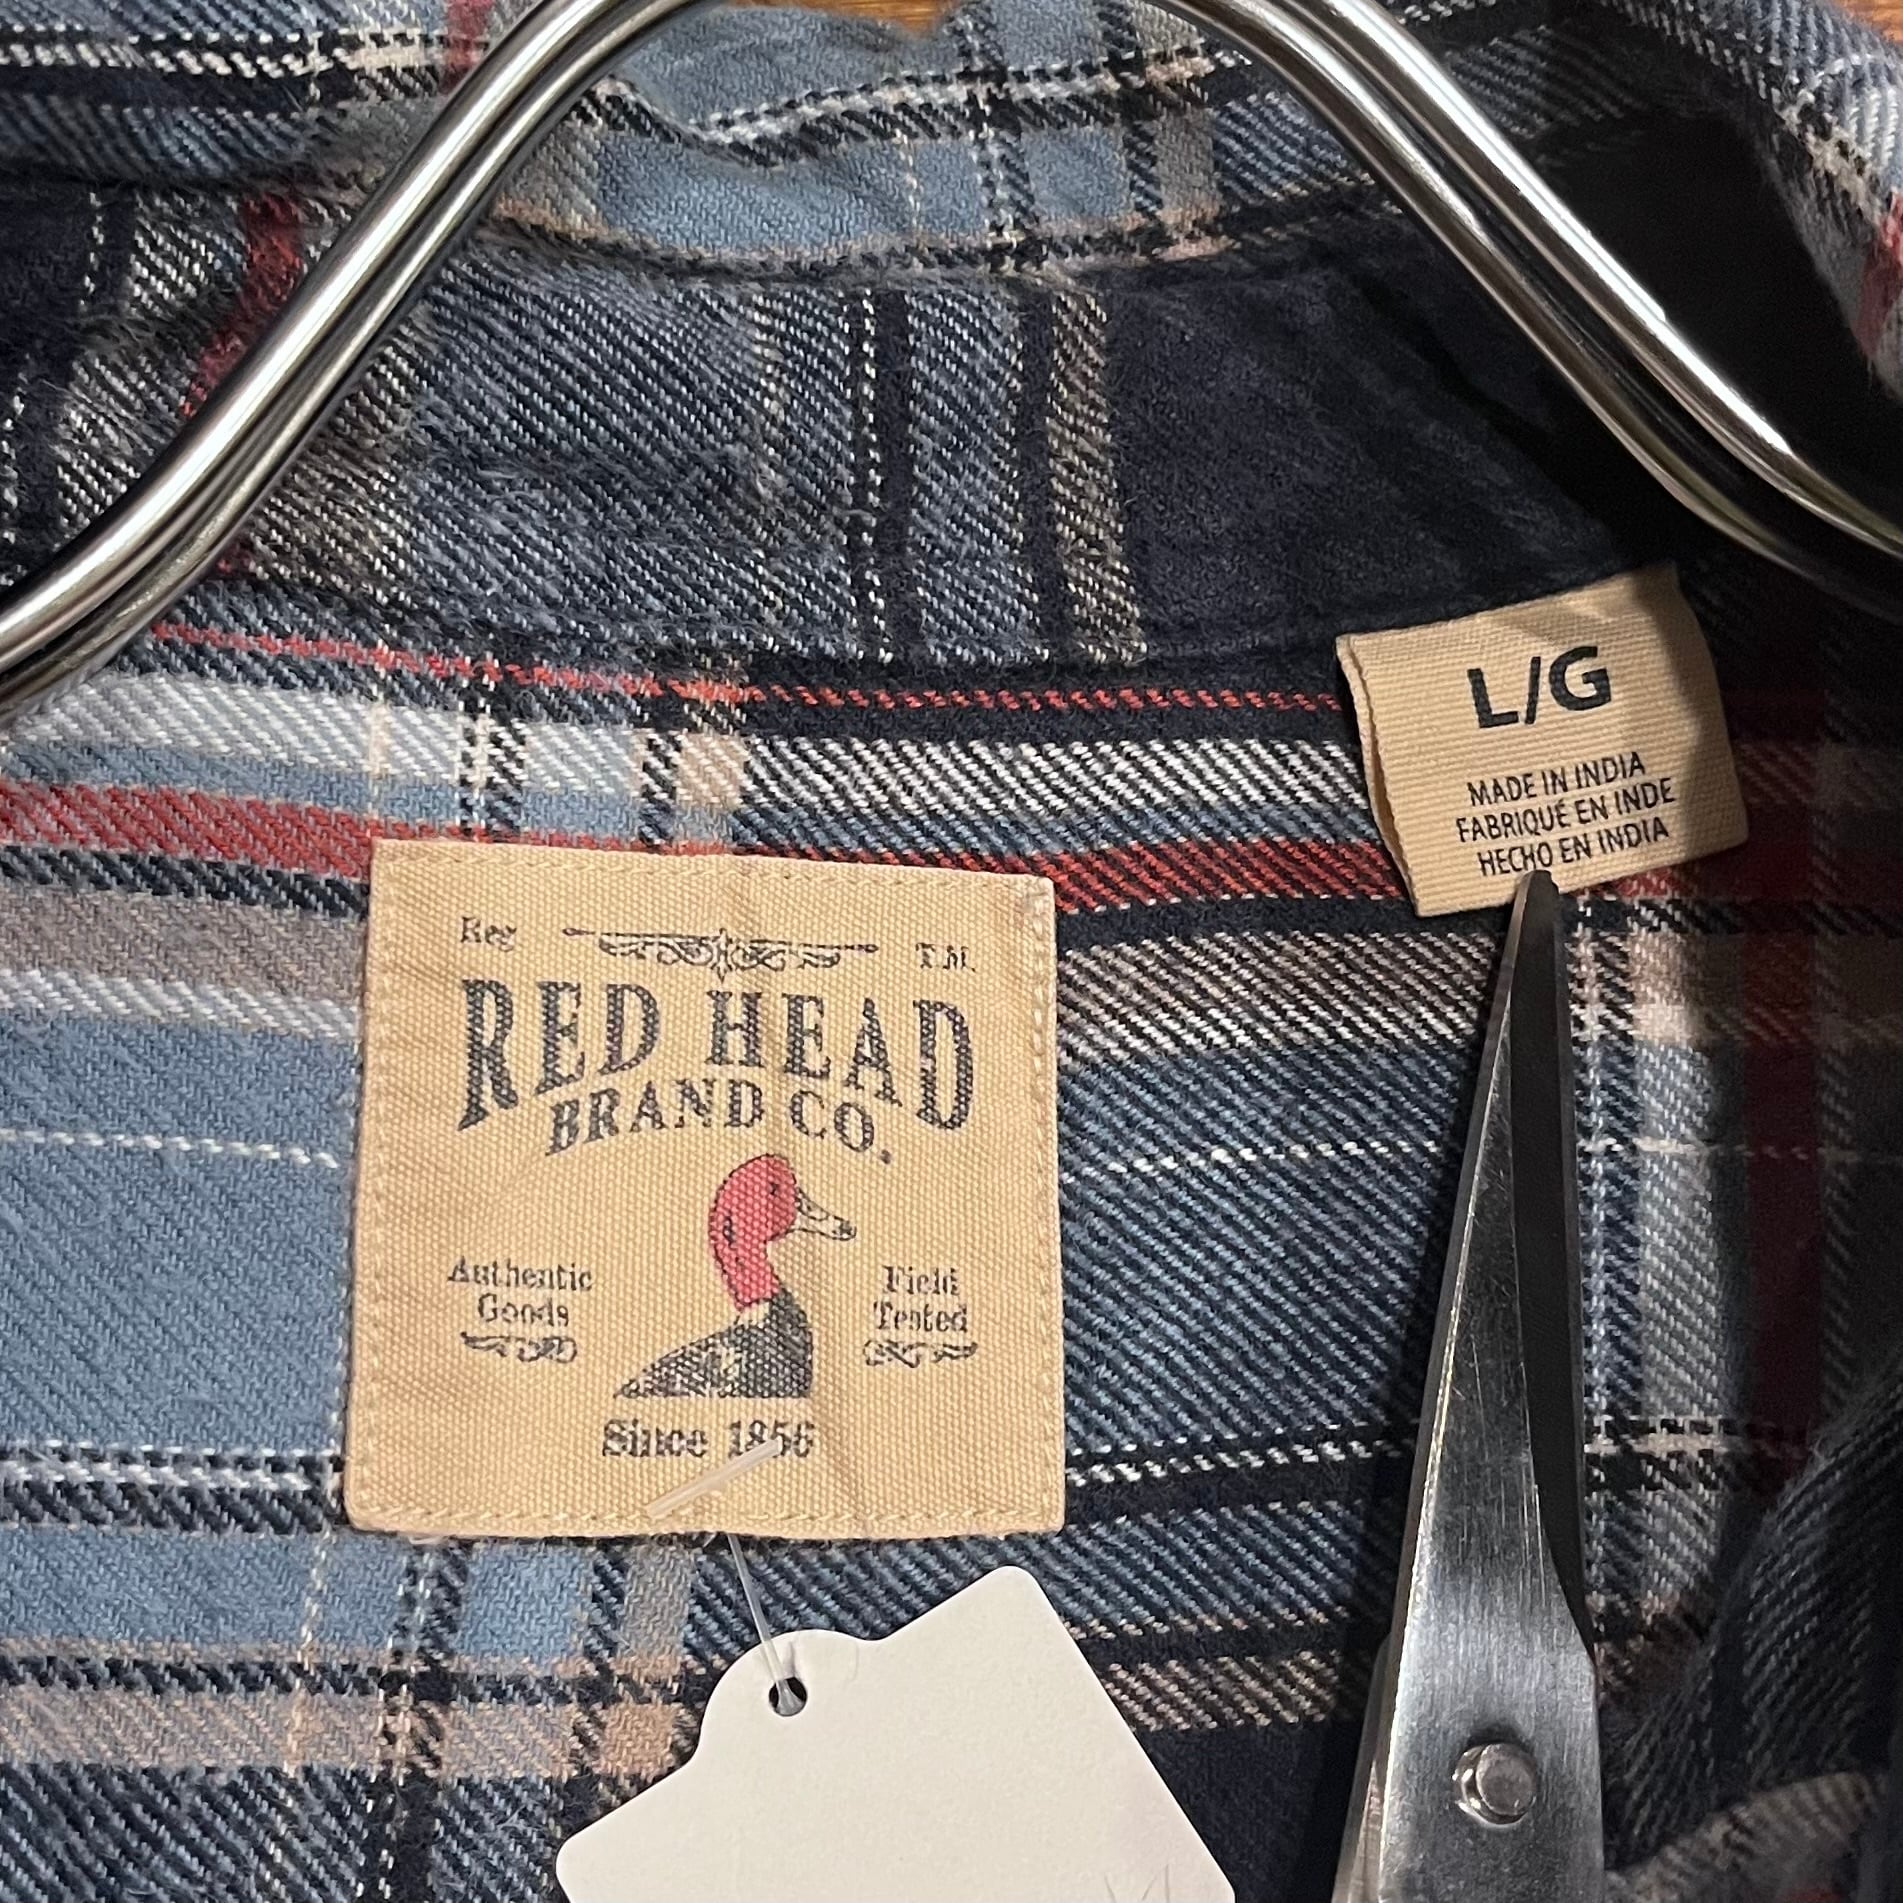 L/G
MADE IN INDIA
FABRIQUÉ EN INDE
HECHO EN INDIA
Reg T.M.
RED HEAD
BRAND CO.
Authentic Goods
Field Tested
Since 1856